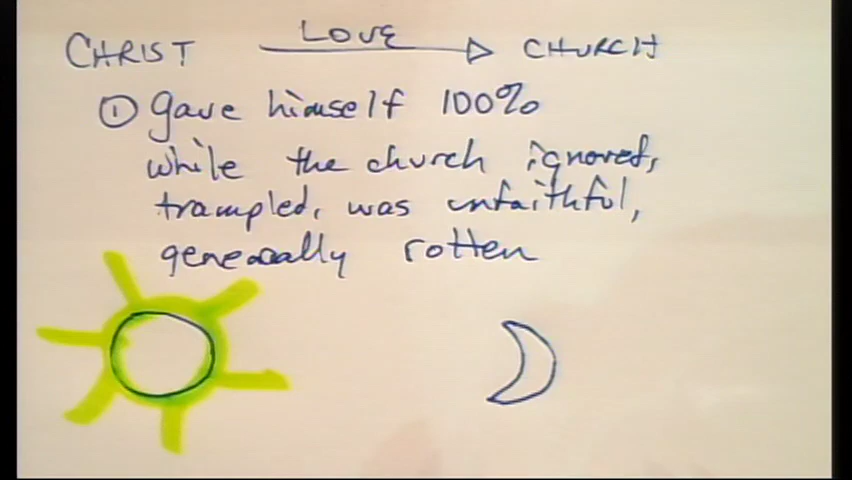 CHRIST LOVE CHURCH
① Gave himself 100%
while the church ignored,
trampled, was unfaithful,
generally rotten